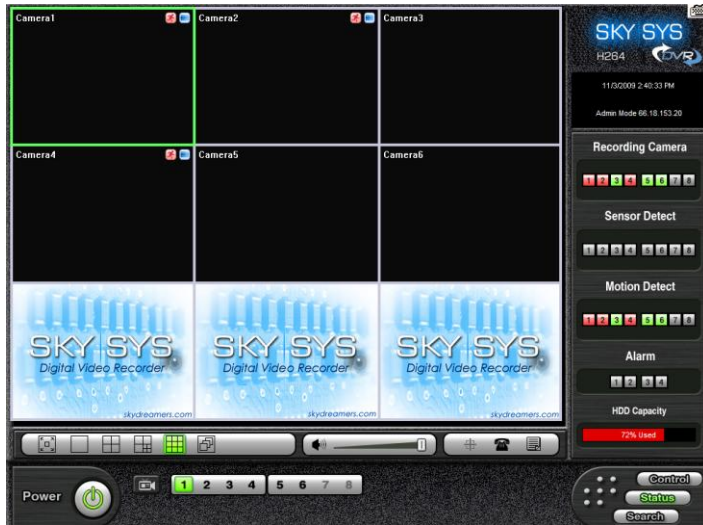 Camera1
Camera2
Camera3
SKY SYS
H264 DVR
11/3/2009 2:40:33 PM
Admin Mode 66.18.153.20
Recording Camera
1 2 3 4 5 6 7 8
Camera4
Camera5
Camera6
Sensor Detect
1 2 3 4 5 6 7 8
Motion Detect
1 2 3 4 5 6 7 8
SKY SYS
Digital Video Recorder
skydreamers.com
SKY SYS
Digital Video Recorder
skydreamers.com
SKY SYS
Digital Video Recorder
skydreamers.com
Alarm
1 2 3 4
HDD Capacity
72% Used
Power
1 2 3 4 5 6 7 8
Control
Status
Search